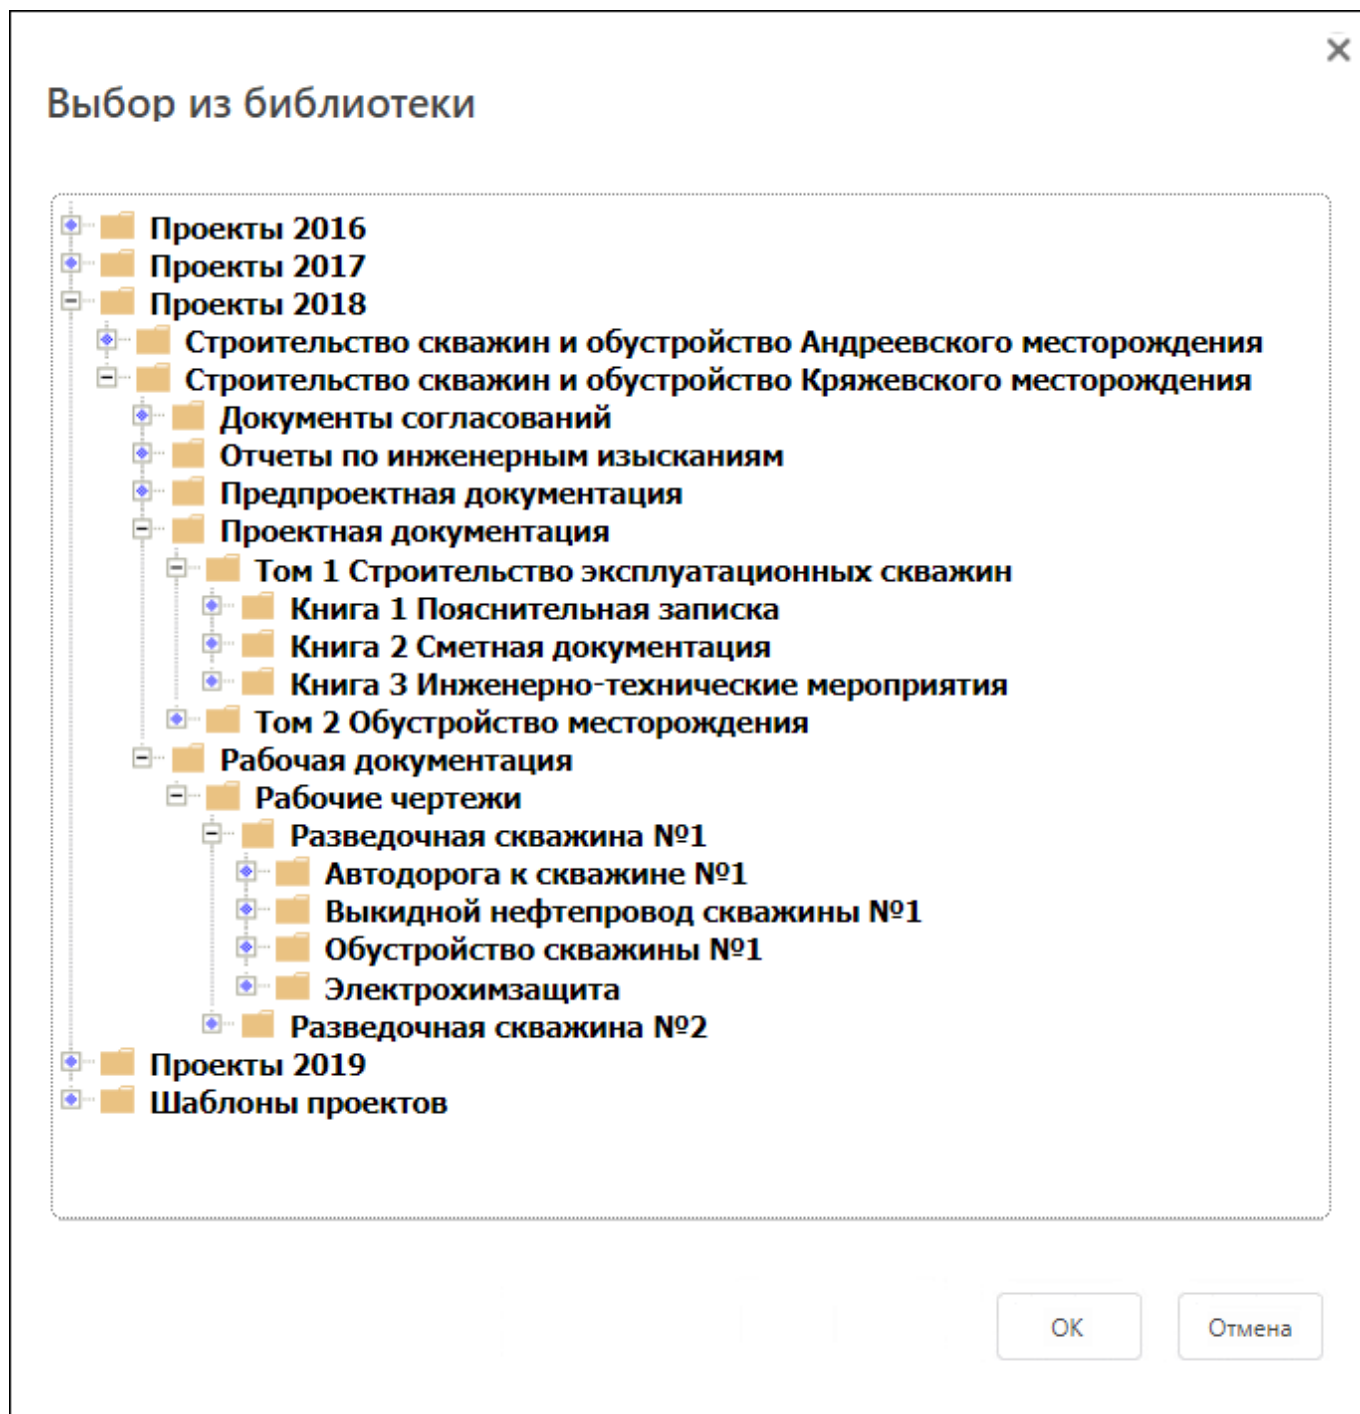 Выбор из библиотеки
Проекты 2016
Проекты 2017
Проекты 2018
Строительство скважин и обустройство Андреевского месторождения
Строительство скважин и обустройство Кряжевского месторождения
Документы согласований
Отчеты по инженерным изысканиям
Предпроектная документация
Проектная документация
Том 1 Строительство эксплуатационных скважин
Книга 1 Пояснительная записка
Книга 2 Сметная документация
Книга 3 Инженерно-технические мероприятия
Том 2 Обустройство месторождения
Рабочая документация
Рабочие чертежи
Разведочная скважина №1
Автодорога к скважине №1
Выкидной нефтепровод скважины №1
Обустройство скважины №1
Электрохимзащита
Разведочная скважина №2
Проекты 2019
Шаблоны проектов
ОК
Отмена